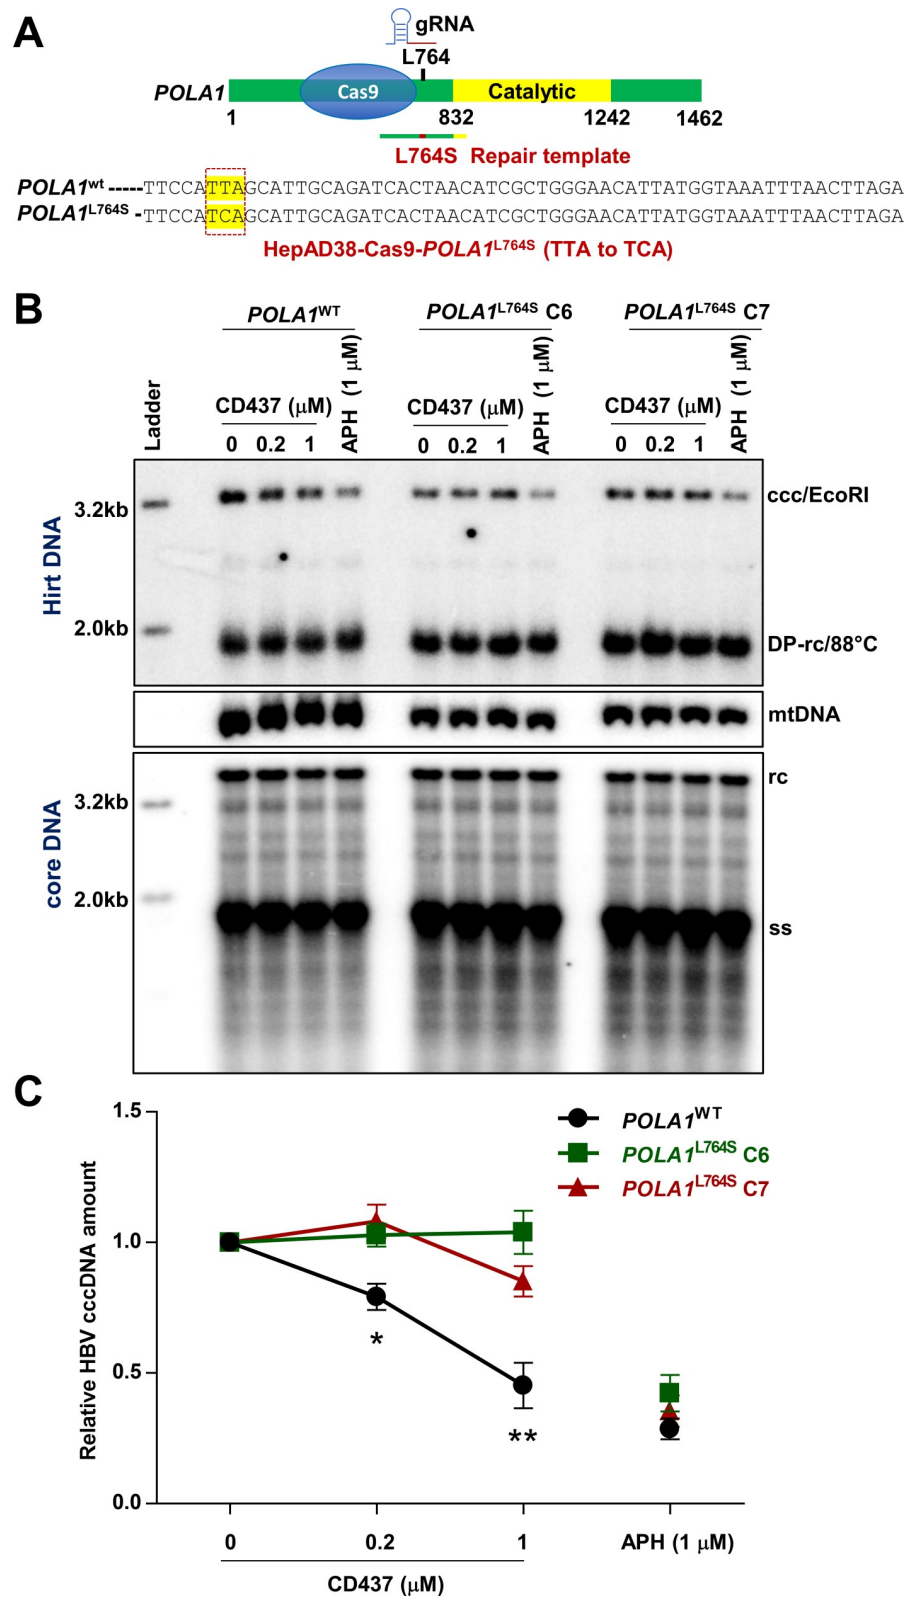 A
gRNA
L764
POLA1
Cas9
Catalytic
1 832 1242 1462
L764S Repair template
POLA1wt -----TTCCATTAGCATTGCAGATCACTAACATCGCTGGGAACATTATGGTAAATTTAACTTAGA
POLA1L764S -TTCCATCAGCATTGCAGATCACTAACATCGCTGGGAACATTATGGTAAATTTAACTTAGA
HepAD38-Cas9-POLA1L764S (TTA to TCA)
B
POLA1WT POLA1L764S C6 POLA1L764S C7
Ladder
CD437 (μM) APH (1 μM) CD437 (μM) APH (1 μM) CD437 (μM) APH (1 μM)
0 0.2 1 0 0.2 1 0 0.2 1
Hirt DNA
3.2kb
2.0kb
ccc/EcoRI
DP-rc/88°C
mtDNA
core DNA
3.2kb
2.0kb
rc
ss
C
Relative HBV cccDNA amount
1.5
1.0
0.5
0.0
POLA1WT
POLA1L764S C6
POLA1L764S C7
*
**
0 0.2 1 APH (1 μM)
CD437 (μM)